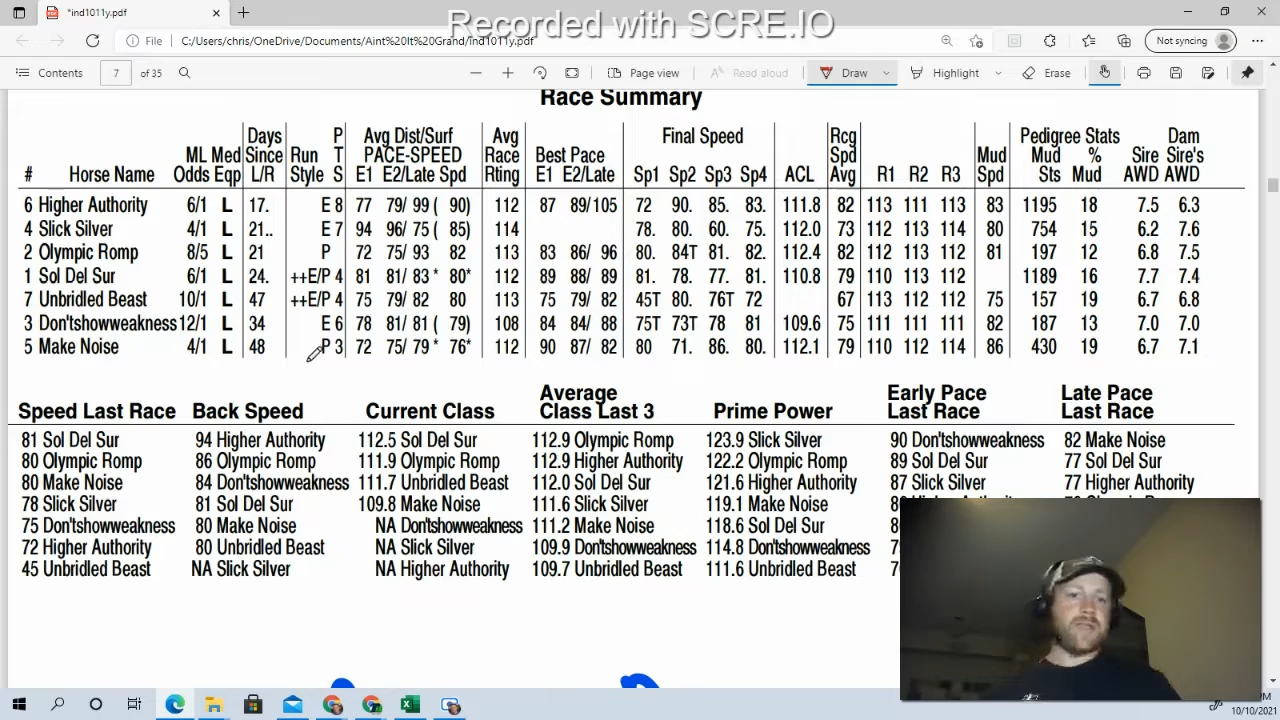 *ind1011y.pdf
Recorded with SCRE.IO
File C:/Users/chris/OneDrive/Documents/Aint%20It%20Grand/ind1011y.pdf Not syncing
Contents 7 of 35 Page view Read aloud Draw Highlight Erase
Race Summary
# Horse Name ML Odds Med Eqp Days Since L/R Run Style PTS Avg Dist/Surf PACE-SPEED E1 E2/Late Spd Avg Race Rting Best Pace E1 E2/Late Final Speed Sp1 Sp2 Sp3 Sp4 ACL Rcg Spd Avg R1 R2 R3 Mud Spd Pedigree Stats Mud Sts % Mud Sire AWD Dam Sire's AWD
6 Higher Authority 6/1 L 17. E 8 77 79/ 99 ( 90) 112 87 89/105 72 90. 85. 83. 111.8 82 113 111 113 83 1195 18 7.5 6.3
4 Slick Silver 4/1 L 21.. E 7 94 96/ 75 ( 85) 114 78. 80. 60. 75. 112.0 73 112 113 114 80 754 15 6.2 7.6
2 Olympic Romp 8/5 L 21 P 72 75/ 93 82 113 83 91/ 96 80. 84T 81. 82. 112.4 82 112 113 112 81 197 12 6.8 7.5
1 Sol Del Sur 6/1 L 24. ++E/P 4 81 81/ 83 * 80* 112 89 88/ 89 81. 78. 77. 81. 110.8 79 110 113 112 1189 16 7.7 7.4
7 Unbridled Beast 10/1 L 47 ++E/P 4 75 79/ 82 80 113 75 79/ 82 45T 80. 76T 72 67 113 112 112 75 157 19 6.7 6.8
3 Don'tshowweakness 12/1 L 34 E 6 78 81/ 81 ( 79) 108 84 84/ 88 75T 73T 78 81 109.6 75 111 111 111 82 187 13 7.0 7.0
5 Make Noise 4/1 L 48 P 3 72 75/ 79 * 76* 112 90 87/ 82 80 71. 86. 80. 112.1 79 110 112 114 86 430 19 6.7 7.1
Speed Last Race Back Speed Current Class Average Class Last 3 Prime Power Early Pace Last Race Late Pace Last Race
81 Sol Del Sur 94 Higher Authority 112.5 Sol Del Sur 112.9 Olympic Romp 123.9 Slick Silver 90 Don'tshowweakness 82 Make Noise
80 Olympic Romp 86 Olympic Romp 111.9 Olympic Romp 112.9 Higher Authority 122.2 Olympic Romp 89 Sol Del Sur 77 Sol Del Sur
80 Make Noise 84 Don'tshowweakness 111.7 Unbridled Beast 112.0 Sol Del Sur 121.6 Higher Authority 87 Slick Silver 77 Higher Authority
78 Slick Silver 81 Sol Del Sur 109.8 Make Noise 111.6 Slick Silver 119.1 Make Noise
75 Don'tshowweakness 80 Make Noise NA Don'tshowweakness 111.2 Make Noise 118.6 Sol Del Sur
72 Higher Authority 80 Unbridled Beast NA Slick Silver 109.9 Don'tshowweakness 114.8 Don'tshowweakness
45 Unbridled Beast NA Slick Silver NA Higher Authority 109.7 Unbridled Beast 111.6 Unbridled Beast
10/10/2021